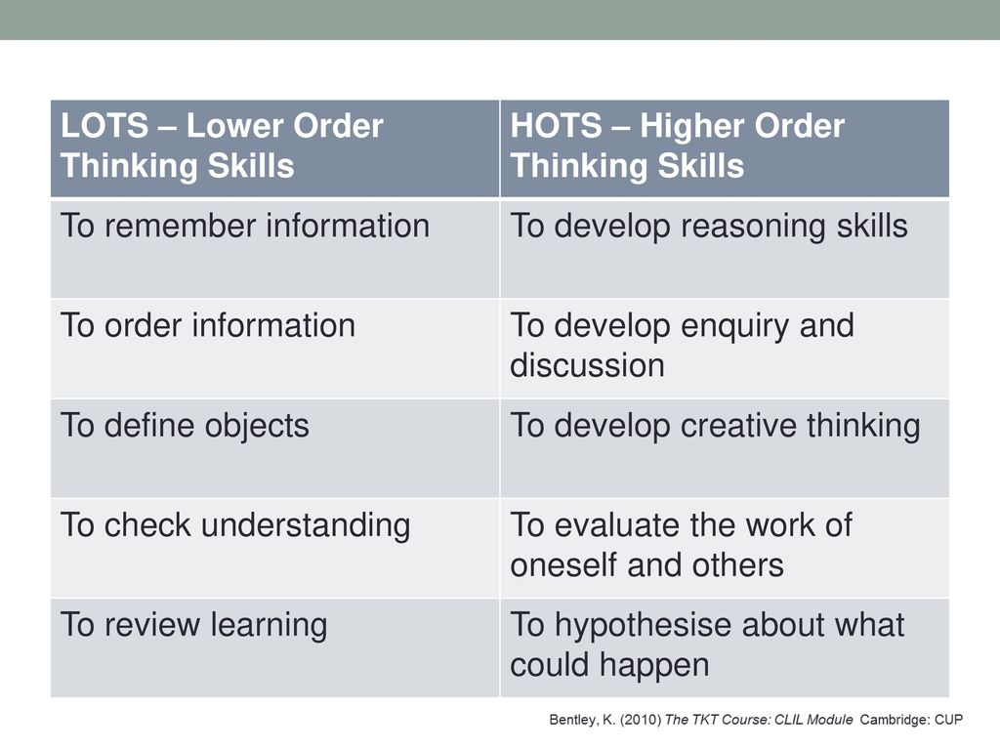 LOTS – Lower Order
Thinking Skills
HOTS – Higher Order
Thinking Skills
To remember information
To develop reasoning skills
To order information
To develop enquiry and
discussion
To define objects
To develop creative thinking
To check understanding
To evaluate the work of
oneself and others
To review learning
To hypothesise about what
could happen
Bentley, K. (2010) The TKT Course: CLIL Module Cambridge: CUP